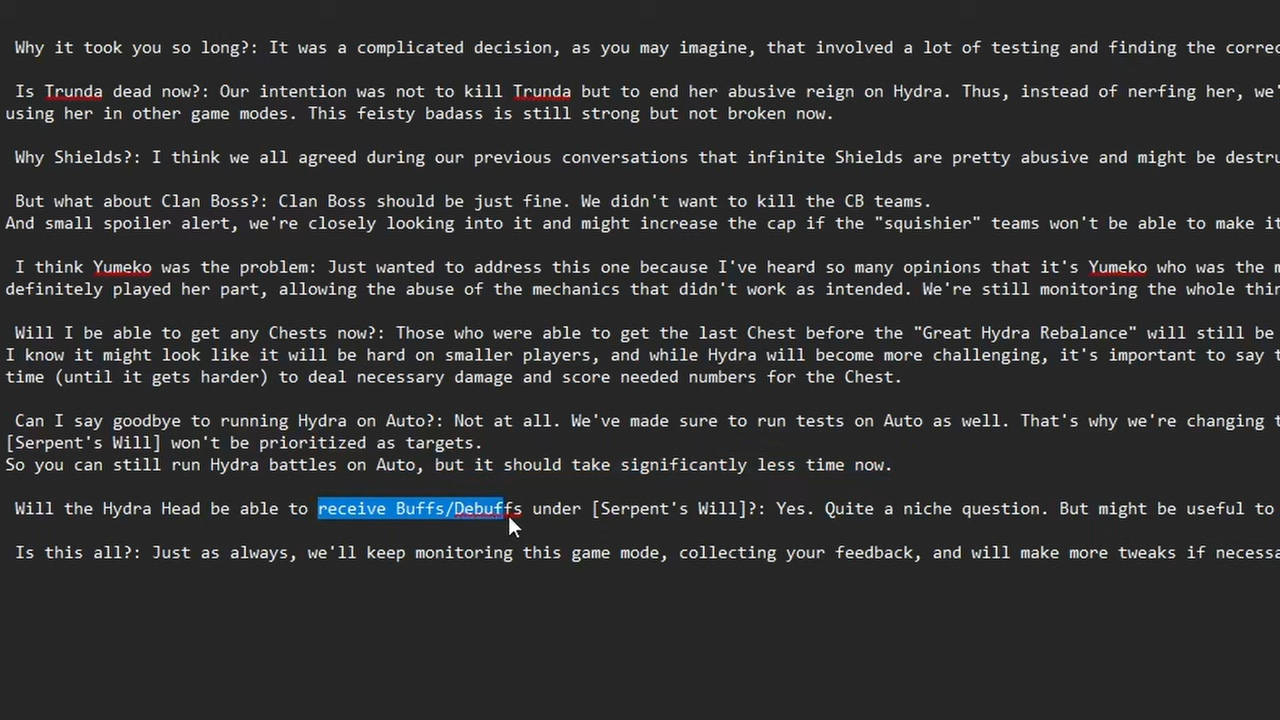 Why it took you so long?: It was a complicated decision, as you may imagine, that involved a lot of testing and finding the
Is Trunda dead now?: Our intention was not to kill Trunda but to end her abusive reign on Hydra. Thus, instead of nerfing her,
using her in other game modes. This feisty badass is still strong but not broken now.
Why Shields?: I think we all agreed during our previous conversations that infinite Shields are pretty abusive and might be
But what about Clan Boss?: Clan Boss should be just fine. We didn't want to kill the CB teams.
And small spoiler alert, we're closely looking into it and might increase the cap if the "squishier" teams won't be able to make it
I think Yumeko was the problem: Just wanted to address this one because I've heard so many opinions that it's Yumeko who was the
definitely played her part, allowing the abuse of the mechanics that didn't work as intended. We're still monitoring the whole
Will I be able to get any Chests now?: Those who were able to get the last Chest before the "Great Hydra Rebalance" will still be
I know it might look like it will be hard on smaller players, and while Hydra will become more challenging, it's important to say
time (until it gets harder) to deal necessary damage and score needed numbers for the Chest.
Can I say goodbye to running Hydra on Auto?: Not at all. We've made sure to run tests on Auto as well. That's why we're changing
[Serpent's Will] won't be prioritized as targets.
So you can still run Hydra battles on Auto, but it should take significantly less time now.
Will the Hydra Head be able to receive Buffs/Debuffs under [Serpent's Will]?: Yes. Quite a niche question. But might be useful to
Is this all?: Just as always, we'll keep monitoring this game mode, collecting your feedback, and will make more tweaks if